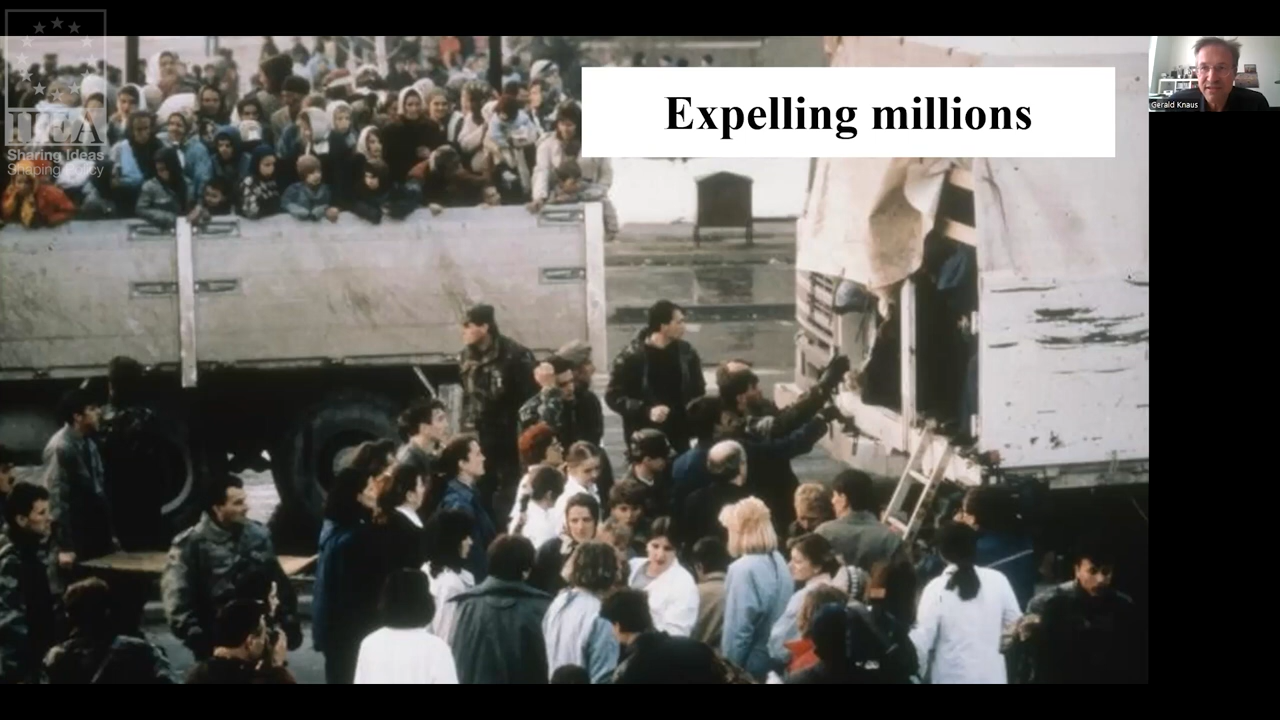 IIEA
Sharing Ideas
Shaping Policy
Expelling millions
Gerald Knaus